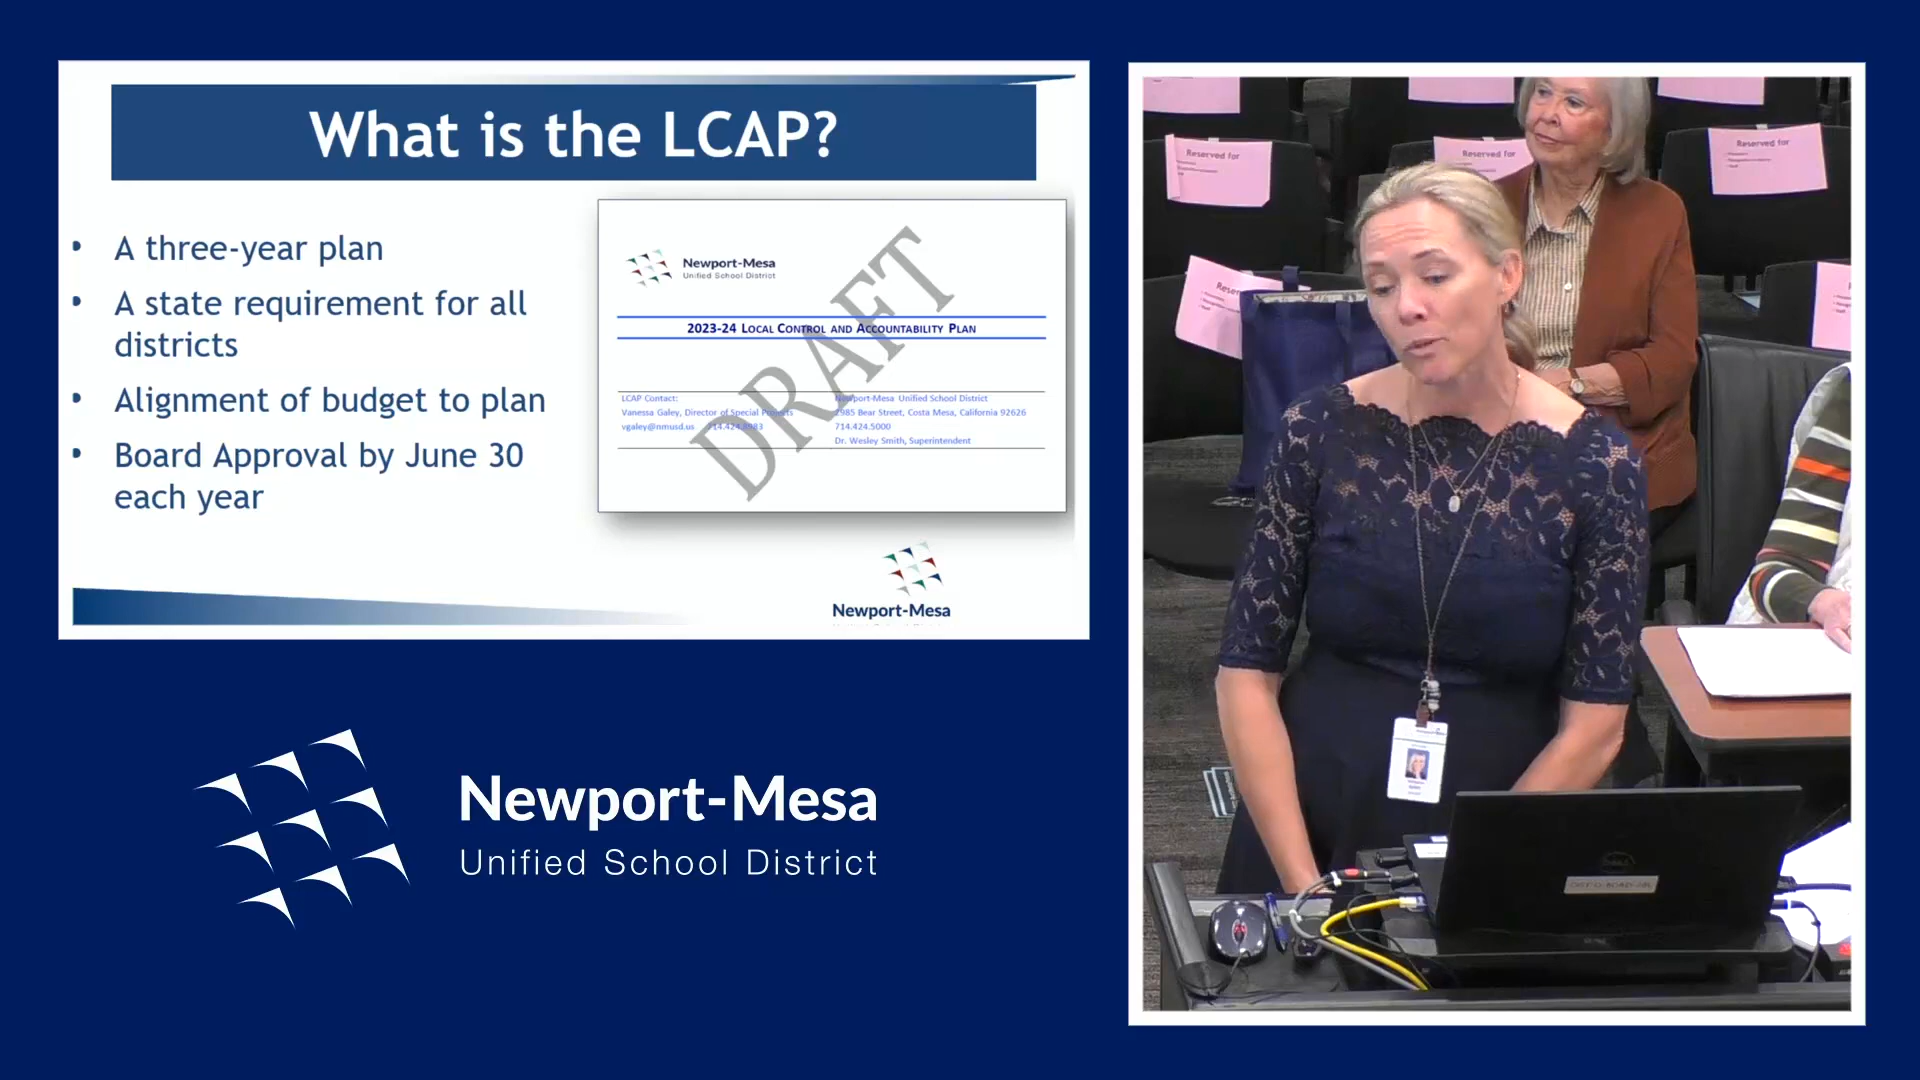 What is the LCAP?
• A three-year plan
• A state requirement for all
districts
• Alignment of budget to plan
• Board Approval by June 30
each year
Newport-Mesa
Unified School District
DRAFT
2023-24 LOCAL CONTROL AND ACCOUNTABILITY PLAN
LCAP Contact:
Vanessa Galey, Director of Special Projects
vgaley@nmusd.us
Newport-Mesa Unified School District
2985 Bear Street, Costa Mesa, California 92626
714.424.5000
Dr. Wesley Smith, Superintendent
Newport-Mesa
Newport-Mesa
Unified School District
Reserved for
Reserved for
Reserved for
DELL